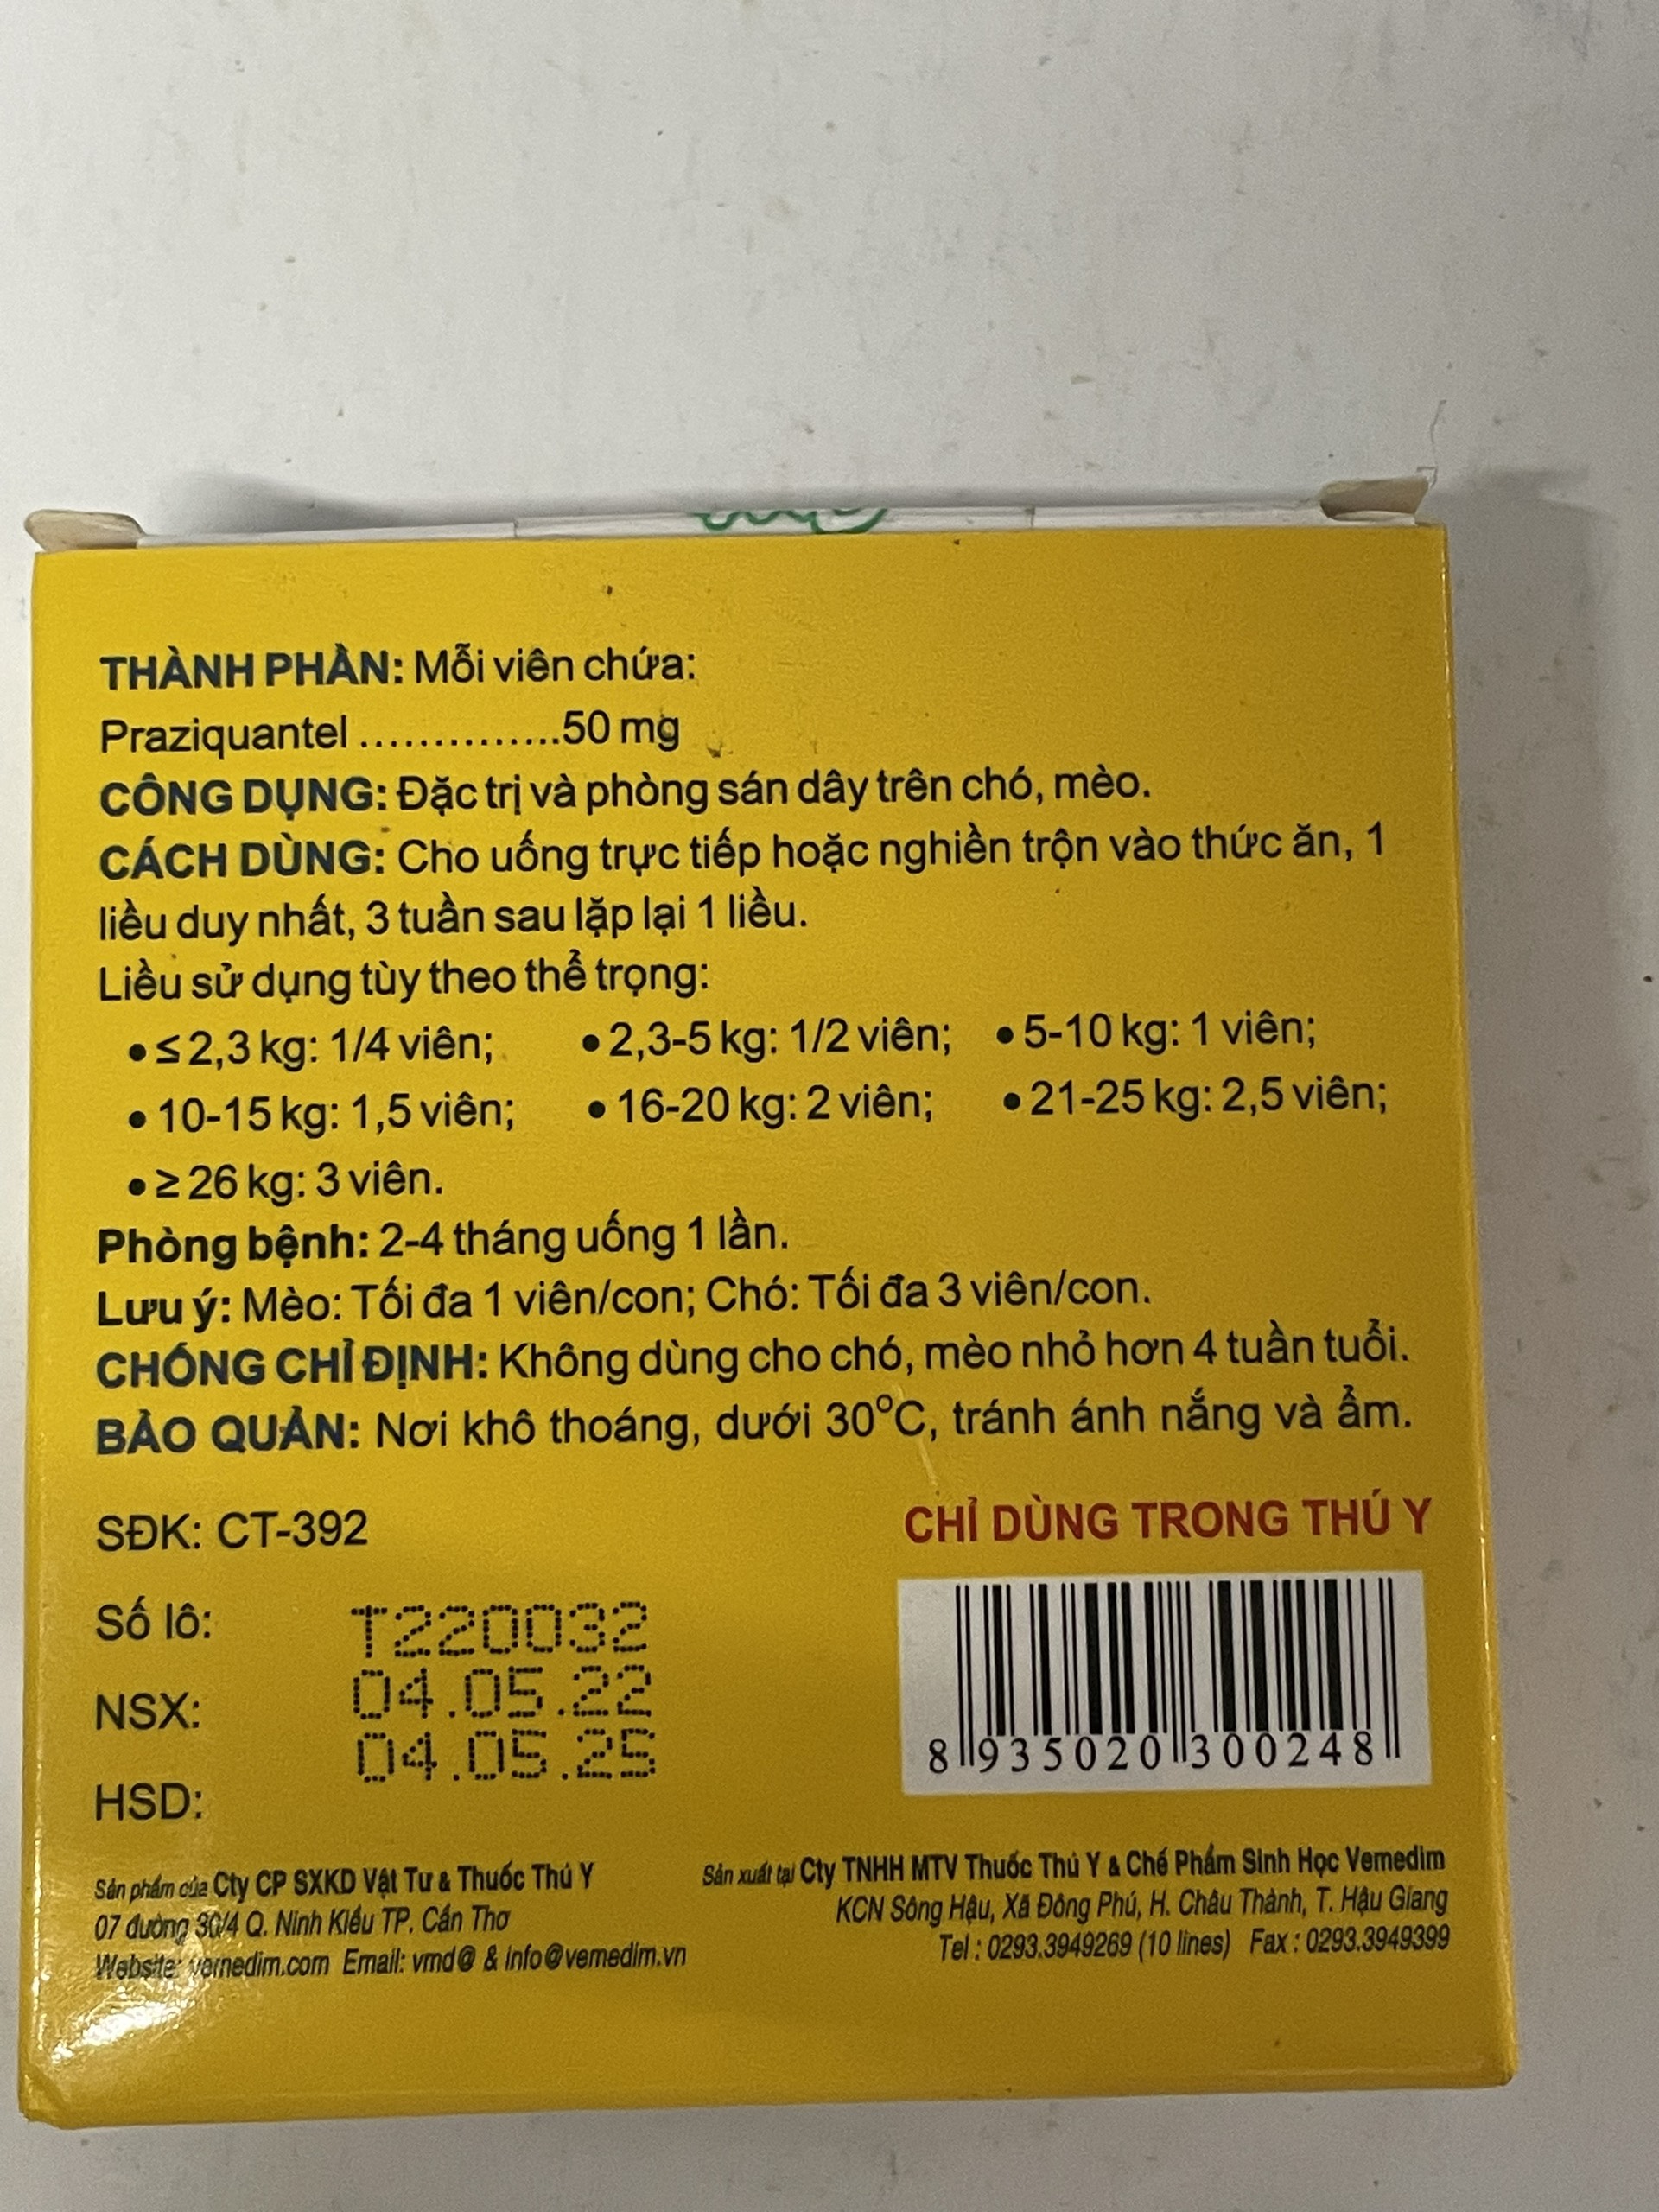 THÀNH PHẦN: Mỗi viên chứa:
Praziquantel ..............50 mg
CÔNG DỤNG: Đặc trị và phòng sán dây trên chó, mèo.
CÁCH DÙNG: Cho uống trực tiếp hoặc nghiền trộn vào thức ăn, 1
liều duy nhất, 3 tuần sau lặp lại 1 liều.
Liều sử dụng tùy theo thể trọng:
• ≤ 2,3 kg: 1/4 viên; • 2,3-5 kg: 1/2 viên; • 5-10 kg: 1 viên;
• 10-15 kg: 1,5 viên; • 16-20 kg: 2 viên; • 21-25 kg: 2,5 viên;
• ≥ 26 kg: 3 viên.
Phòng bệnh: 2-4 tháng uống 1 lần.
Lưu ý: Mèo: Tối đa 1 viên/con; Chó: Tối đa 3 viên/con.
CHỐNG CHỈ ĐỊNH: Không dùng cho chó, mèo nhỏ hơn 4 tuần tuổi.
BẢO QUẢN: Nơi khô thoáng, dưới 30°C, tránh ánh nắng và ẩm.
SĐK: CT-392
CHỈ DÙNG TRONG THÚ Y
Số lô: T220032
NSX: 04.05.22
HSD: 04.05.25
8 935020 300248
Sản phẩm của Cty CP SXKD Vật Tư & Thuốc Thú Y
07 đường 30/4 Q. Ninh Kiều TP. Cần Thơ
Website: vemedim.com Email: vmd@ & info@vemedim.vn
Sản xuất tại Cty TNHH MTV Thuốc Thú Y & Chế Phẩm Sinh Học Vemedim
KCN Sông Hậu, Xã Đông Phú, H. Châu Thành, T. Hậu Giang
Tel : 0293.3949269 (10 lines) Fax : 0293.3949399